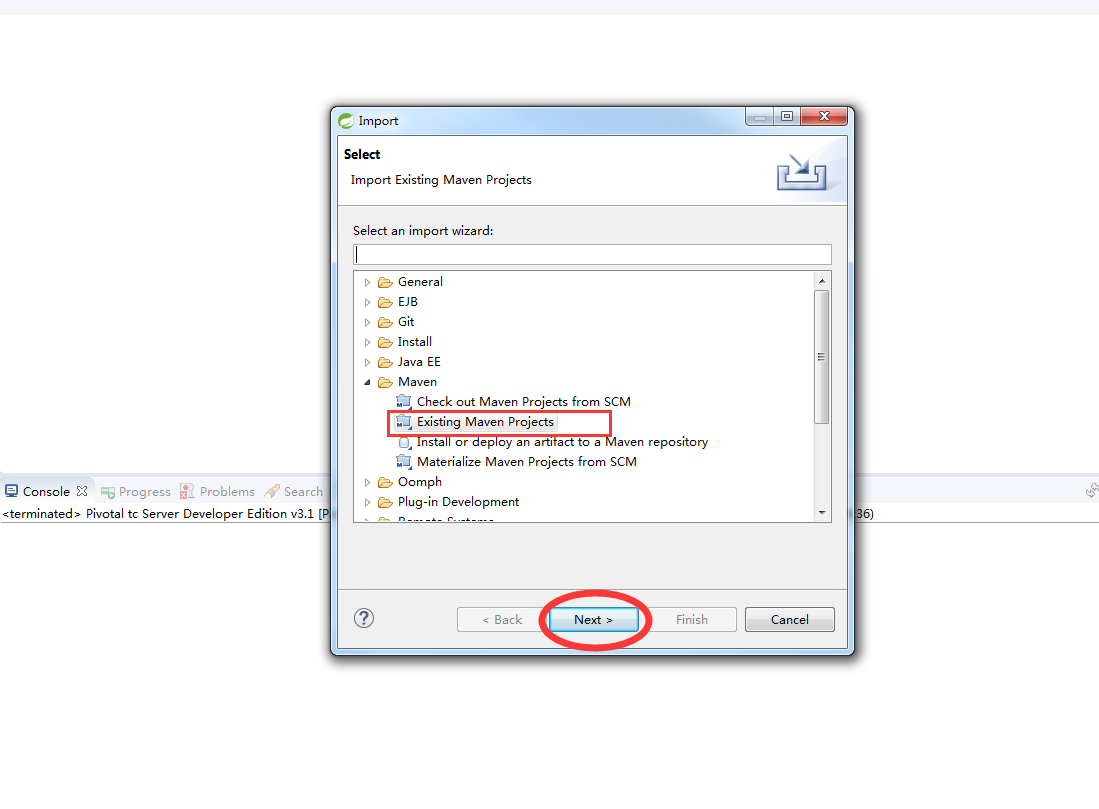 Import
Select
Import Existing Maven Projects
Select an import wizard:
General
EJB
Git
Install
Java EE
Maven
Check out Maven Projects from SCM
Existing Maven Projects
Install or deploy an artifact to a Maven repository
Materialize Maven Projects from SCM
Oomph
Plug-in Development
Remote Systems
< Back
Next >
Finish
Cancel
Console
Progress
Problems
Search
<terminated> Pivotal tc Server Developer Edition v3.1 [P
36)